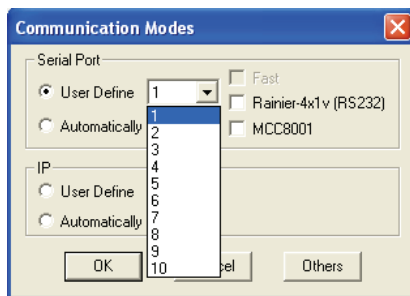 Communication Modes
Serial Port
User Define 1
Fast
Rainier-4x1v (RS232)
Automatically
MCC8001
1
2
3
4
5
6
7
8
9
10
IP
User Define
Automatically
OK
Others